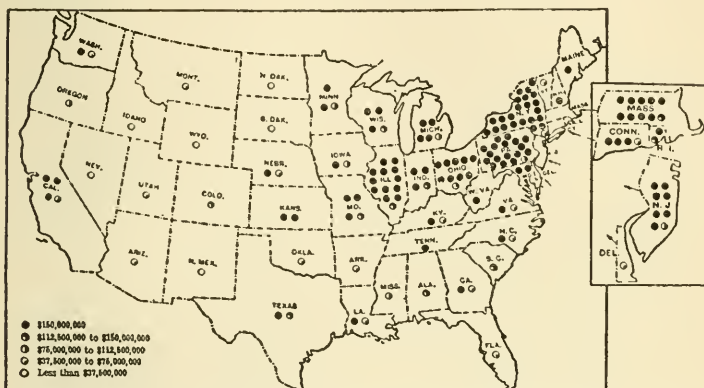 WASH.
OREGON
IDAHO
MONT.
WYO.
NEV.
UTAH
COLO.
CAL.
ARIZ.
N. MEX.
N. DAK.
S. DAK.
NEBR.
KANS.
OKLA.
TEXAS
MINN
IOWA
MO.
ARK.
LA.
WIS.
ILL
MICH.
IND.
OHIO
KY.
TENN.
MISS.
ALA.
GA.
FLA.
S. C.
N. C.
VA
W. VA.
PA.
N. Y.
MAINE
MASS
CONN.
R. I.
N. J
DEL.
$150,000,000
$112,500,000 to $150,000,000
$75,000,000 to $112,500,000
$37,500,000 to $75,000,000
Less than $37,500,000